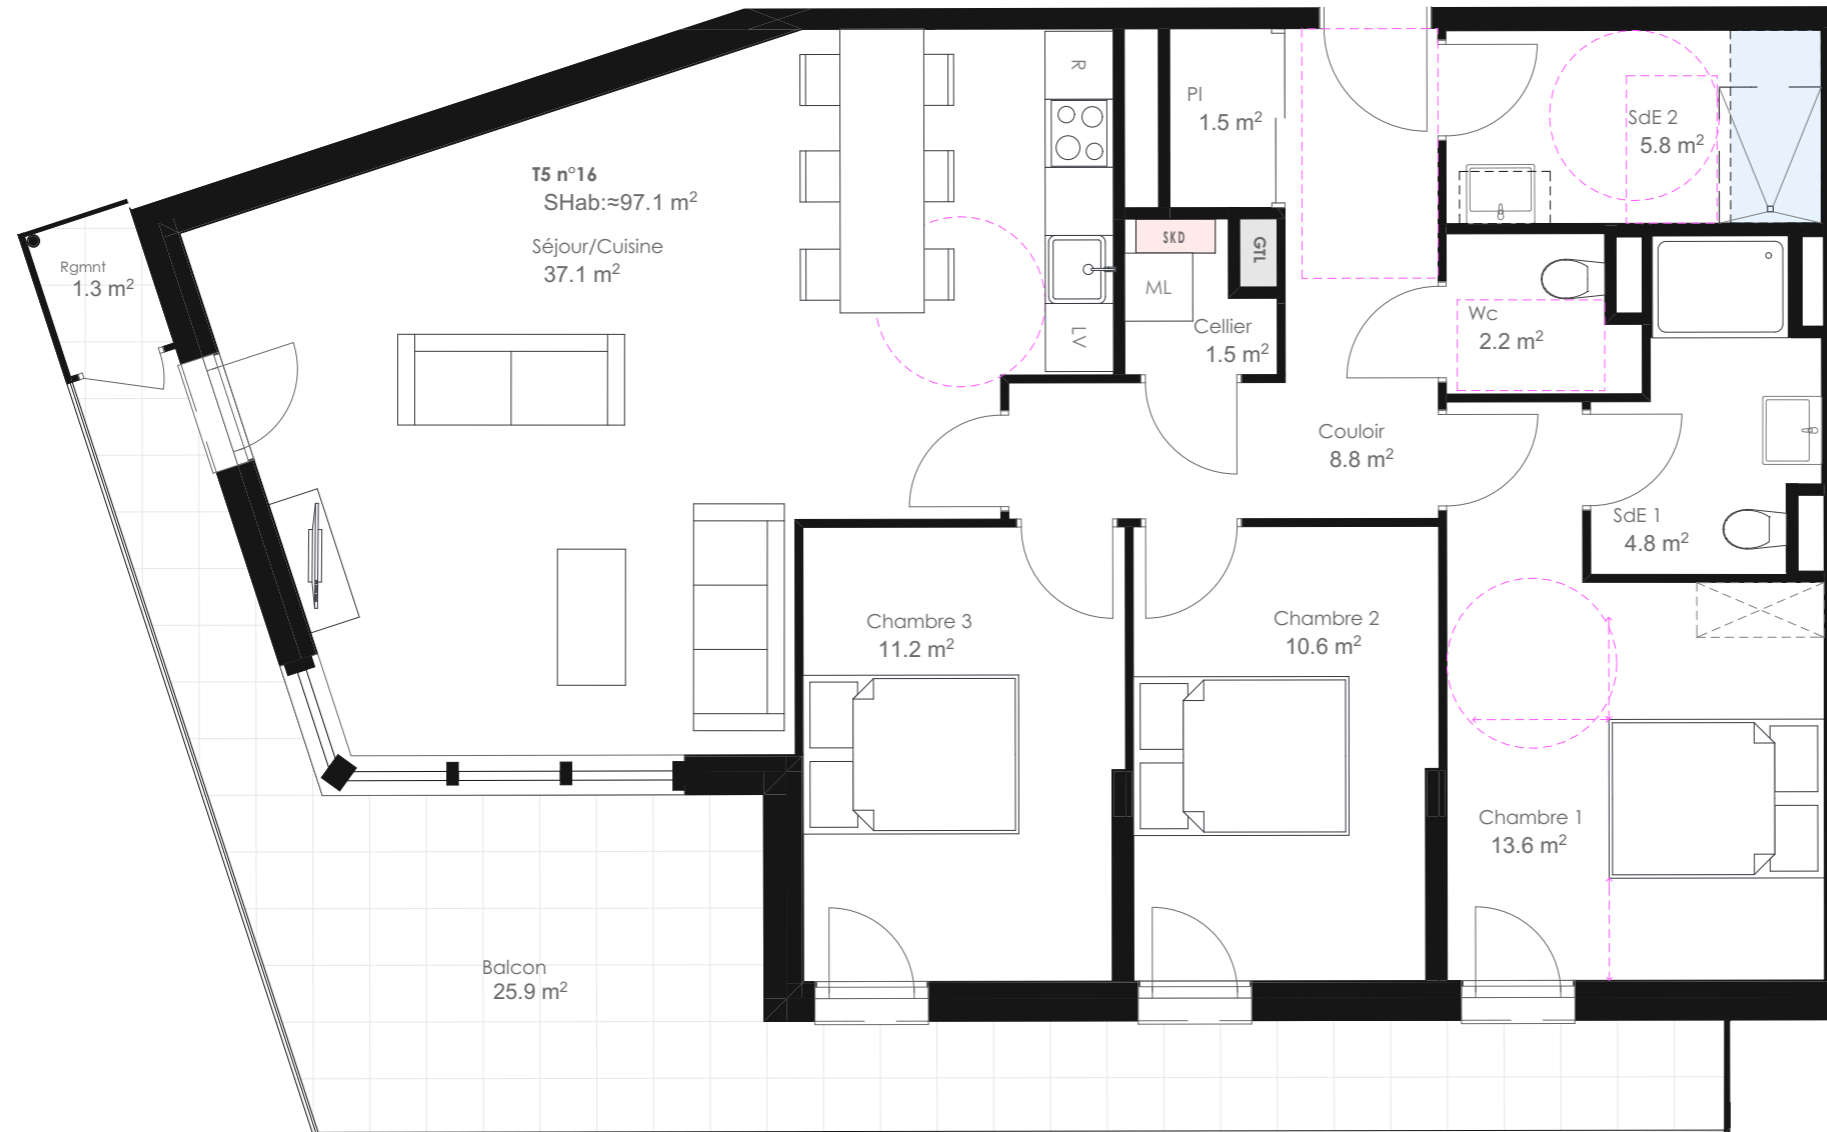 R
Pl
1.5 m²
SdE 2
5.8 m²
T5 n°16
SHab:≈97.1 m²
Séjour/Cuisine
37.1 m²
SKD
GTL
Rgmnt
1.3 m²
ML
LV
Cellier
1.5 m²
Wc
2.2 m²
Couloir
8.8 m²
SdE 1
4.8 m²
Chambre 3
11.2 m²
Chambre 2
10.6 m²
Chambre 1
13.6 m²
Balcon
25.9 m²